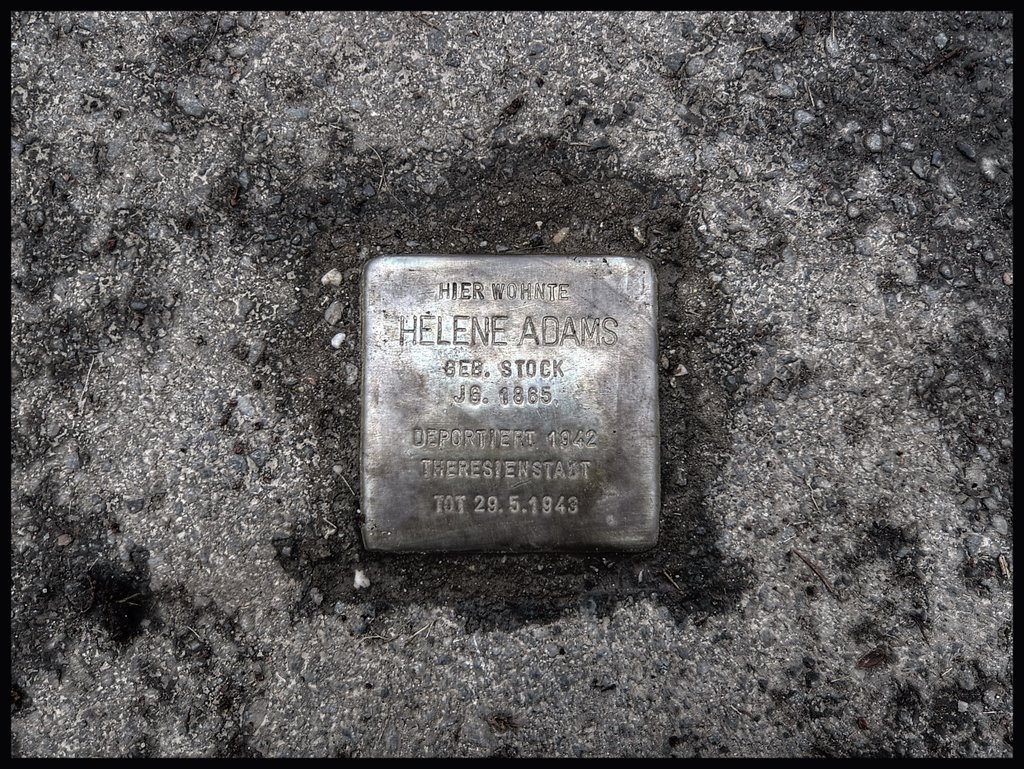 HIER WOHNTE
HELENE ADAMS
GEB. STOCK
JG. 1865
DEPORTIERT 1942
THERESIENSTADT
TOT 29.5.1943